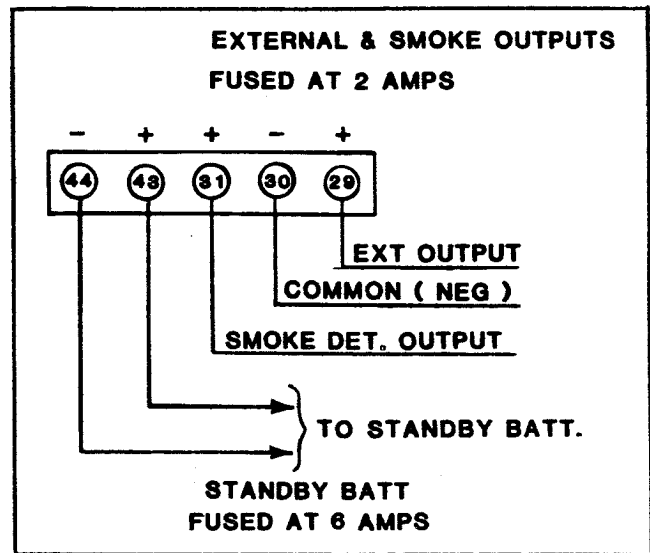 EXTERNAL & SMOKE OUTPUTS
FUSED AT 2 AMPS
- + + - +
44 43 31 30 29
EXT OUTPUT
COMMON ( NEG )
SMOKE DET. OUTPUT
TO STANDBY BATT.
STANDBY BATT
FUSED AT 6 AMPS